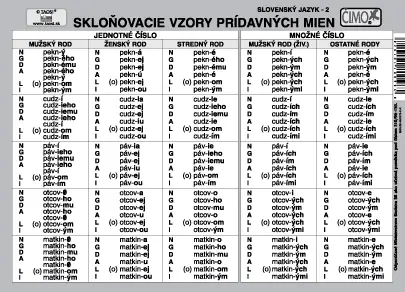 © TAOSI
www.taosi.sk
SLOVENSKÝ JAZYK - 2
SKLOŇOVACIE VZORY PRÍDAVNÝCH MIEN
CIMOX
JEDNOTNÉ ČÍSLO MNOŽNÉ ČÍSLO
MUŽSKÝ ROD ŽENSKÝ ROD STREDNÝ ROD MUŽSKÝ ROD (ŽIV.) OSTATNÉ RODY
N pekn-ý N pekn-á N pekn-é N pekn-í N pekn-é
G pekn-ého G pekn-ej G pekn-ého G pekn-ých G pekn-ých
D pekn-ému D pekn-ej D pekn-ému D pekn-ým D pekn-ým
A pekn-ý A pekn-ú A pekn-é A pekn-ých A pekn-é
L (o) pekn-om L (o) pekn-ej L (o) pekn-om L (o) pekn-ých L (o) pekn-ých
I pekn-ým I pekn-ou I pekn-ým I pekn-ými I pekn-ými
N cudz-í N cudz-ia N cudz-ie N cudz-í N cudz-ie
G cudz-ieho G cudz-ej G cudz-ieho G cudz-ích G cudz-ích
D cudz-iemu D cudz-ej D cudz-iemu D cudz-ím D cudz-ím
A cudz-ieho A cudz-iu A cudz-ie A cudz-ích A cudz-ie
cudz-í
L (o) cudz-om L (o) cudz-ej L (o) cudz-om L (o) cudz-ích L (o) cudz-ích
I cudz-ím I cudz-ou I cudz-ím I cudz-ími I cudz-ími
N páv-í N páv-ia N páv-ie N páv-í N páv-ie
G páv-ieho G páv-ej G páv-ieho G páv-ích G páv-ích
D páv-iemu D páv-ej D páv-iemu D páv-ím D páv-ím
A páv-ieho A páv-iu A páv-ie A páv-ích A páv-ie
páv-í
L (o) páv-om L (o) páv-ej L (o) páv-om L (o) páv-ích L (o) páv-ích
I páv-ím I páv-ou I páv-ím I páv-ími I páv-ími
N otcov-0 N otcov-a N otcov-o N otcov-i N otcov-e
G otcov-ho G otcov-ej G otcov-ho G otcov-ých G otcov-ých
D otcov-mu D otcov-ej D otcov-mu D otcov-ým D otcov-ým
A otcov-ho A otcov-u A otcov-o A otcov-ých A otcov-e
otcov-0
L (o) otcov-om L (o) otcov-ej L (o) otcov-om L (o) otcov-ých L (o) otcov-ých
I otcov-ým I otcov-ou I otcov-ým I otcov-ými I otcov-ými
N matkin-0 N matkin-a N matkin-o N matkin-i N matkin-e
G matkin-ho G matkin-ej G matkin-ho G matkin-ých G matkin-ých
D matkin-mu D matkin-ej D matkin-mu D matkin-ým D matkin-ým
A matkin-ho A matkin-u A matkin-o A matkin-ých A matkin-e
matkin-0
L (o) matkin-om L (o) matkin-ej L (o) matkin-om L (o) matkin-ých L (o) matkin-ých
I matkin-ým I matkin-ou I matkin-ým I matkin-ými I matkin-ými